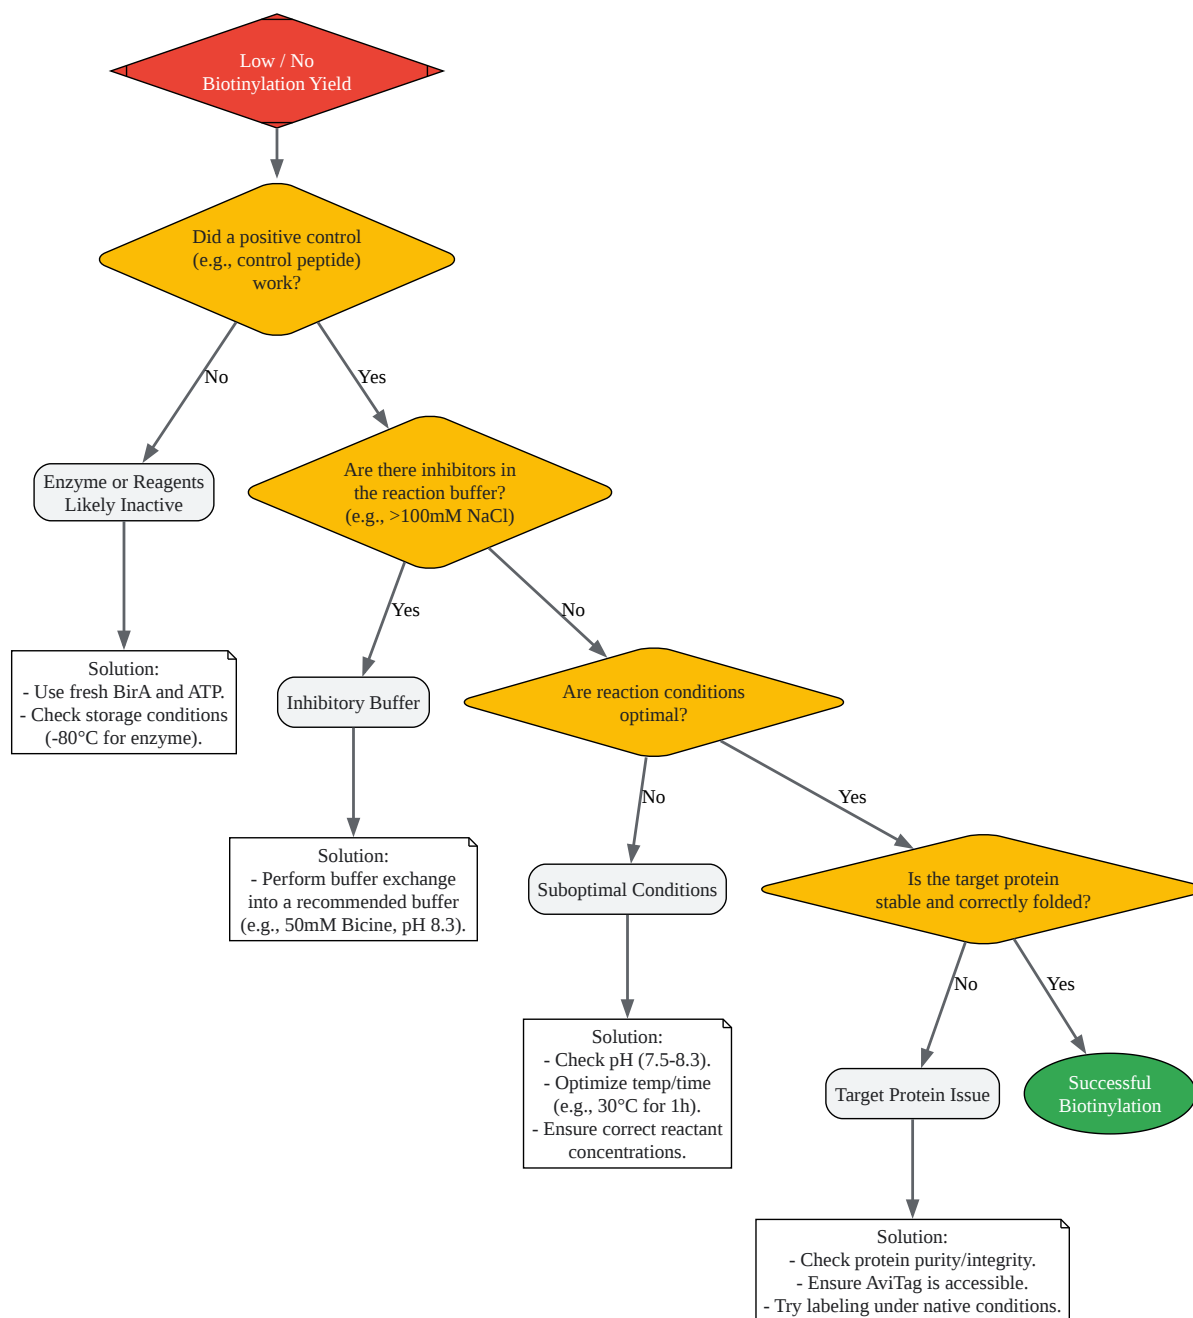 Low / No
Biotinylation Yield
Did a positive control
(e.g., control peptide)
work?
No
Yes
Enzyme or Reagents
Likely Inactive
Are there inhibitors in
the reaction buffer?
(e.g., >100mM NaCl)
Yes
No
Solution:
- Use fresh BirA and ATP.
- Check storage conditions
(-80°C for enzyme).
Inhibitory Buffer
Are reaction conditions
optimal?
No
Yes
Solution:
- Perform buffer exchange
into a recommended buffer
(e.g., 50mM Bicine, pH 8.3).
Suboptimal Conditions
Is the target protein
stable and correctly folded?
No
Yes
Solution:
- Check pH (7.5-8.3).
- Optimize temp/time
(e.g., 30°C for 1h).
- Ensure correct reactant
concentrations.
Target Protein Issue
Successful
Biotinylation
Solution:
- Check protein purity/integrity.
- Ensure AviTag is accessible.
- Try labeling under native conditions.